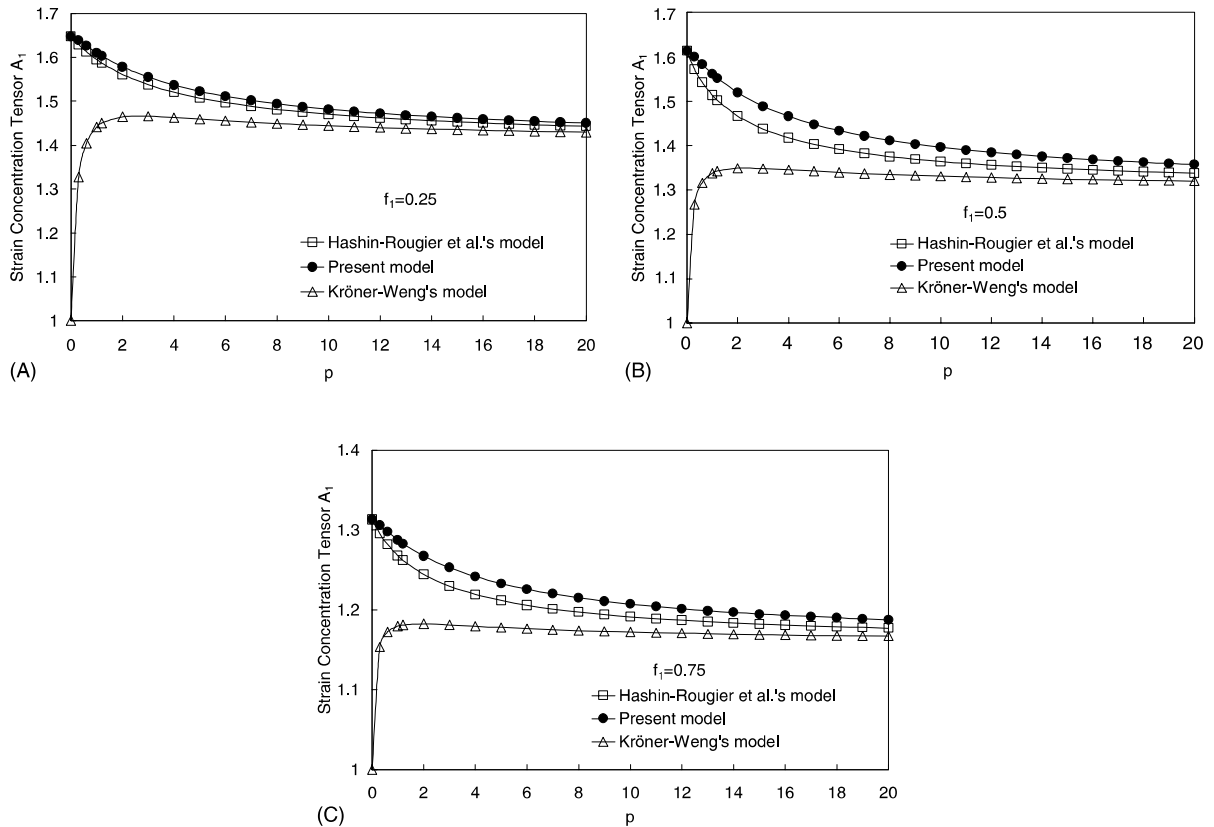 1.7
1.6
1.5
1.4
1.3
1.2
1.1
1
Strain Concentration Tensor A₁
f₁=0.25
Hashin-Rougier et al.'s model
Present model
Kröner-Weng's model
0 2 4 6 8 10 12 14 16 18 20
p
(A)
1.7
1.6
1.5
1.4
1.3
1.2
1.1
1
Strain Concentration Tensor A₁
f₁=0.5
Hashin-Rougier et al.'s model
Present model
Kröner-Weng's model
0 2 4 6 8 10 12 14 16 18 20
p
(B)
1.4
1.3
1.2
1.1
1
Strain Concentration Tensor A₁
f₁=0.75
Hashin-Rougier et al.'s model
Present model
Kröner-Weng's model
0 2 4 6 8 10 12 14 16 18 20
p
(C)